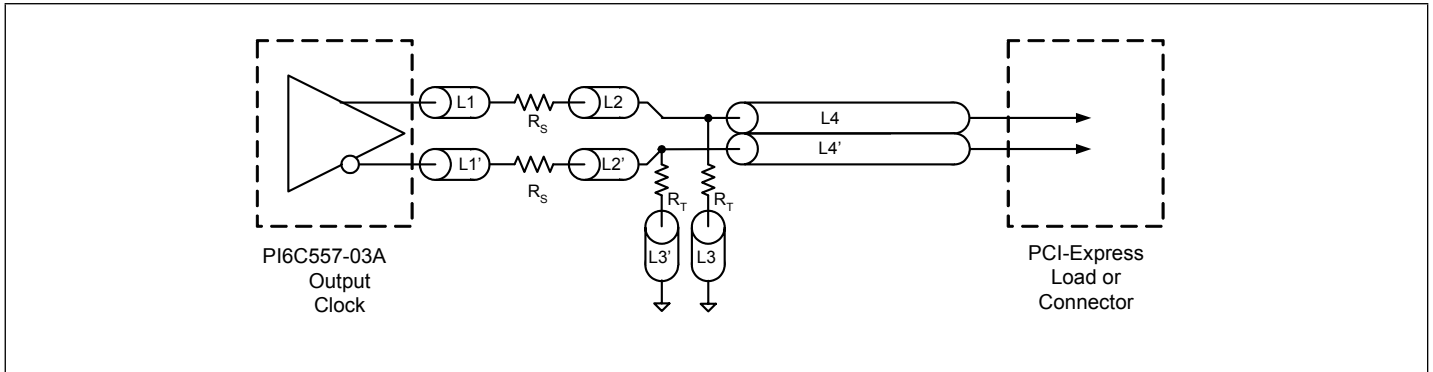 L1
R_S
L2
L4
L1'
R_S
L2'
L4'
R_T
R_T
L3'
L3
PI6C557-03A
Output
Clock
PCI-Express
Load or
Connector